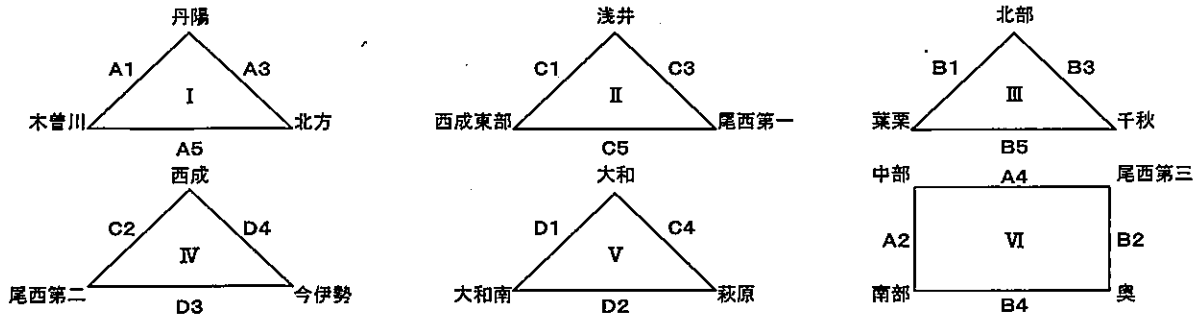 丹陽 浅井 北部
A1 A3 C1 C3 B1 B3
Ⅰ Ⅱ Ⅲ
木曽川 北方 西成東部 尾西第一 葉栗 千秋
A5 C5 B5
西成 大和 中部 A4 尾西第三
C2 D4 D1 C4
Ⅳ Ⅴ A2 Ⅵ B2
尾西第二 今伊勢 大和南 萩原 南部 奥
D3 D2 B4